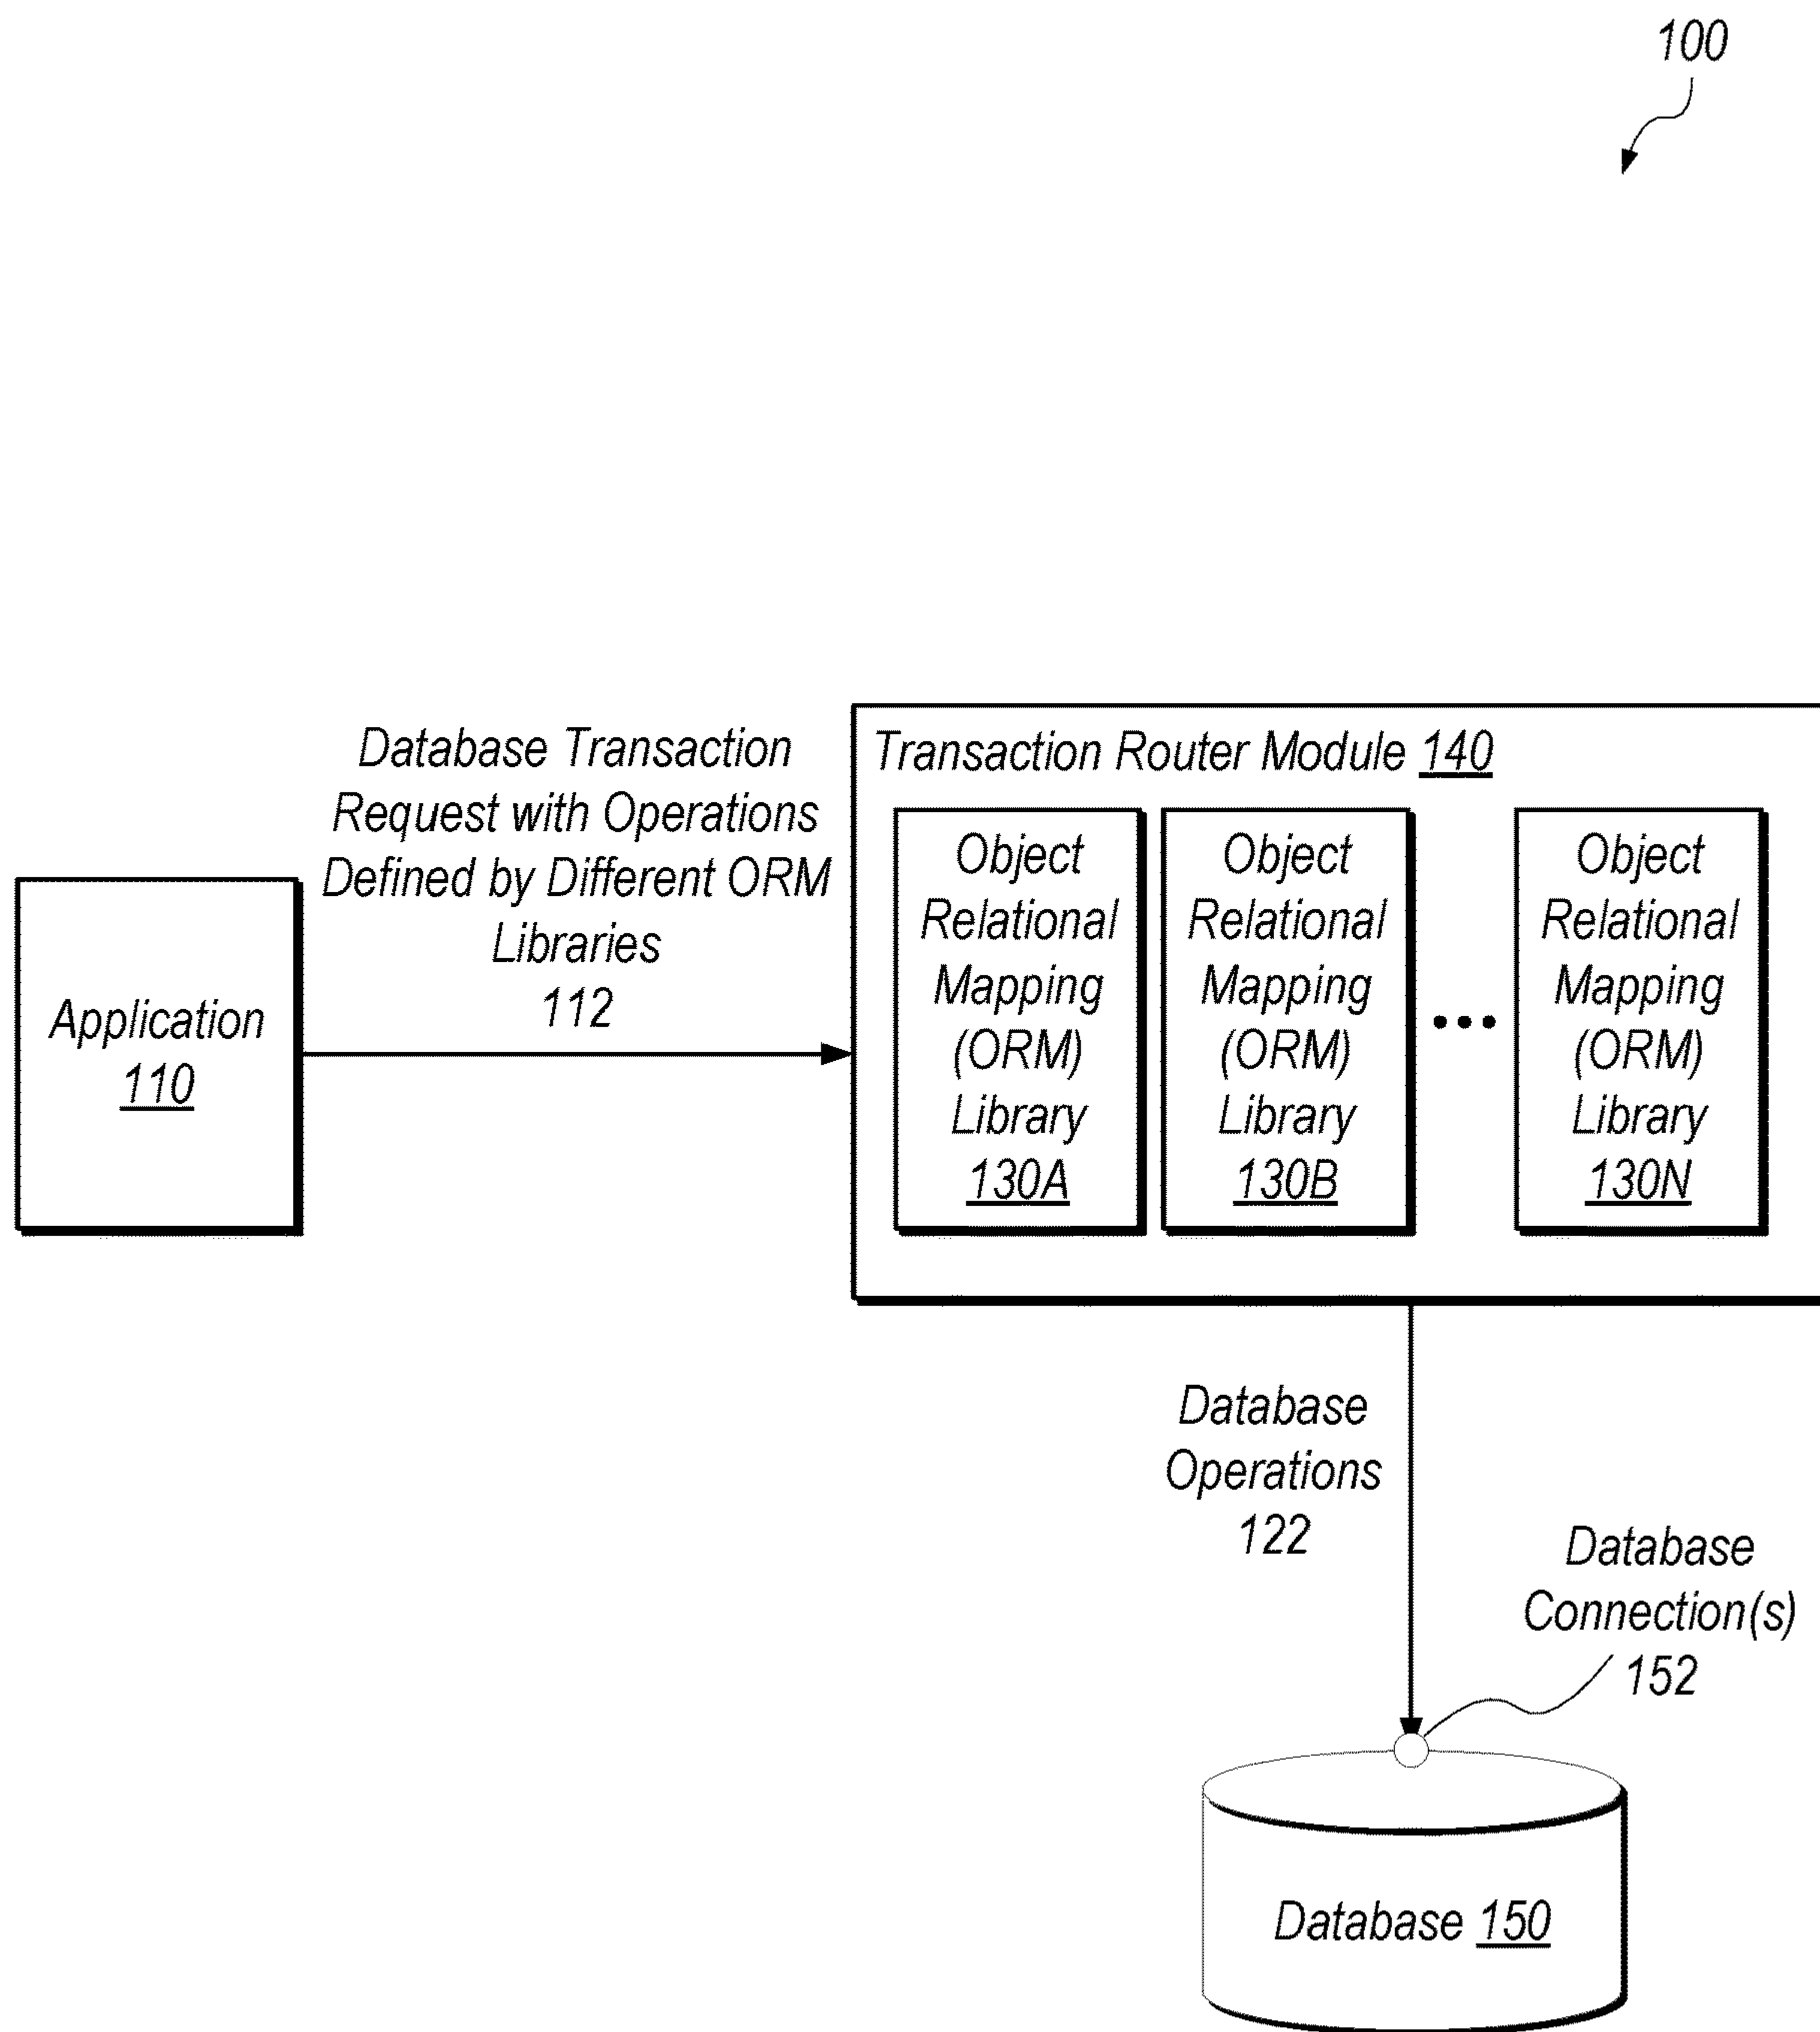 100
Database Transaction
Request with Operations
Defined by Different ORM
Libraries
112
Application
110
Transaction Router Module 140
Object
Relational
Mapping
(ORM)
Library
130A
Object
Relational
Mapping
(ORM)
Library
130B
•••
Object
Relational
Mapping
(ORM)
Library
130N
Database
Operations
122
Database
Connection(s)
152
Database 150